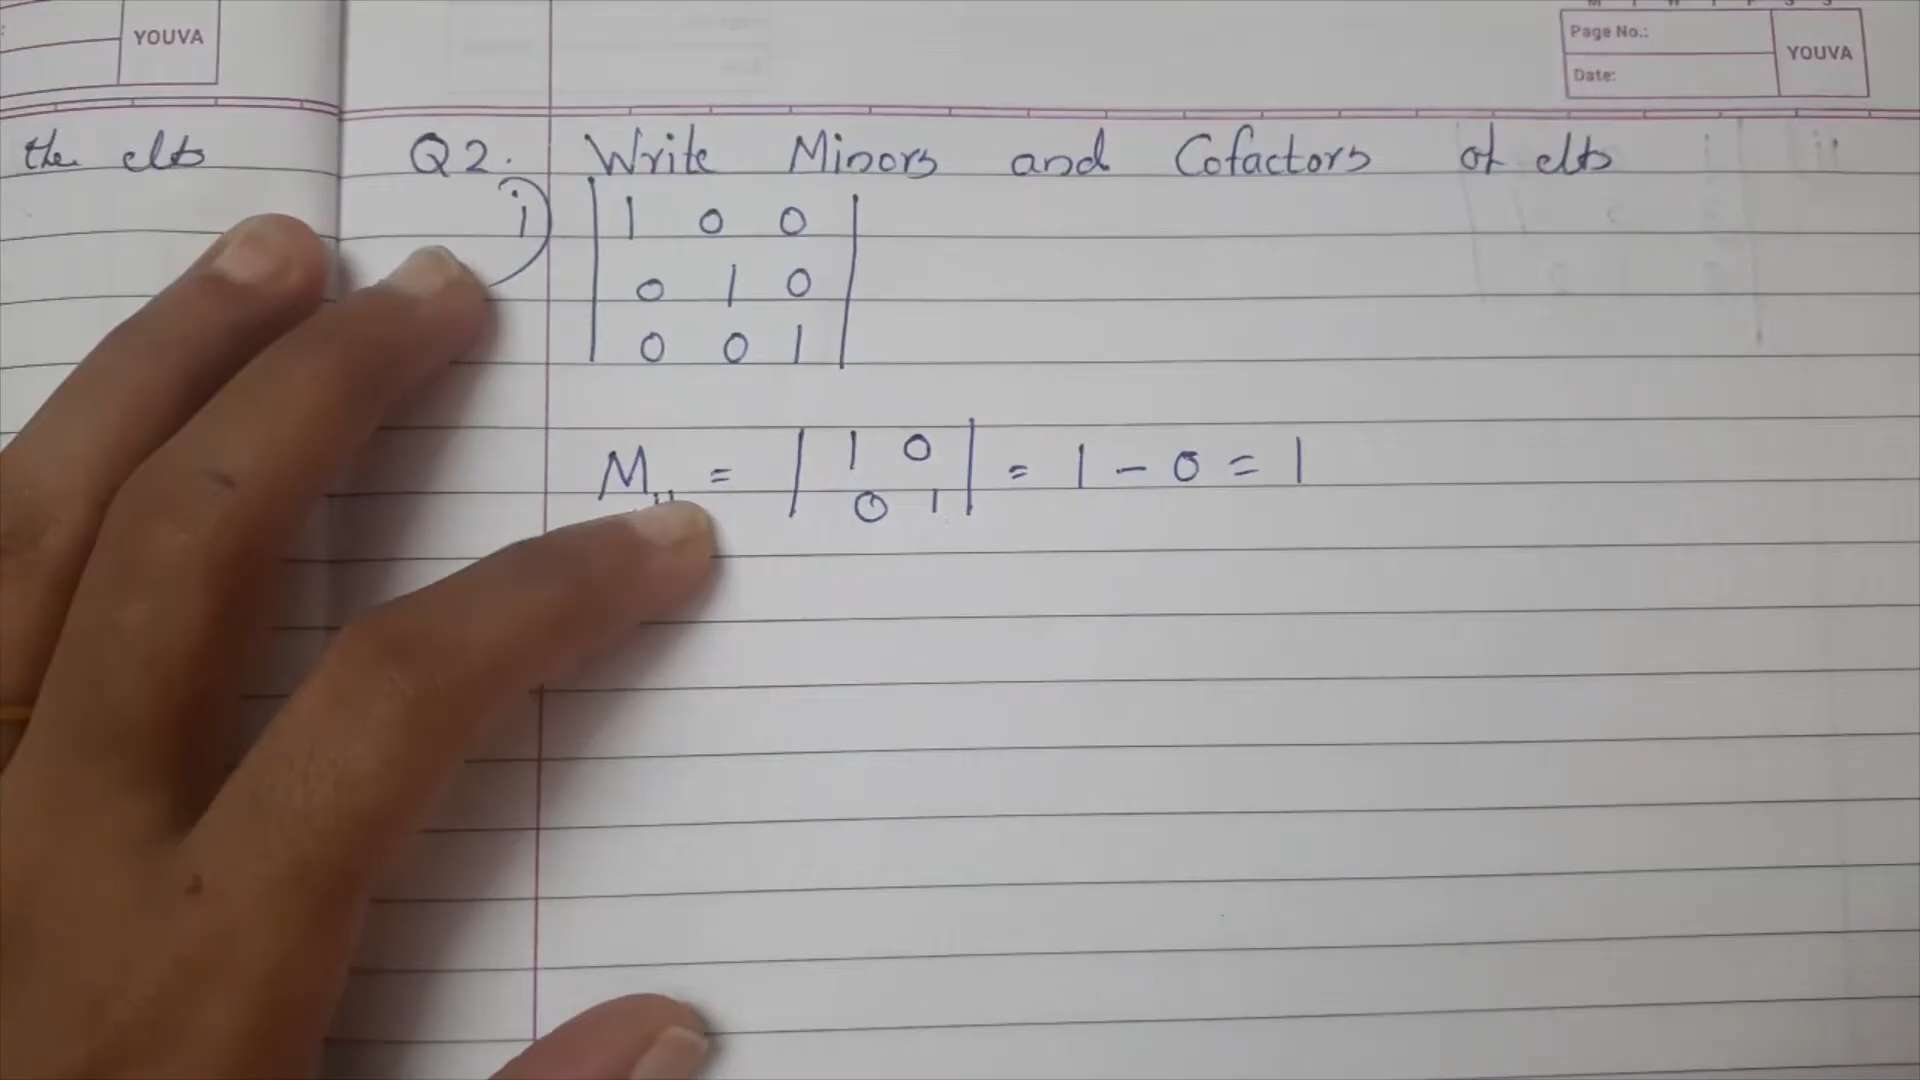 YOUVA
Page No.:
YOUVA
Date:
the elts
Q2. Write Minors and Cofactors of elts
i) | 1 0 0 |
| 0 1 0 |
| 0 0 1 |
M11 = | 1 0 | = 1 - 0 = 1
| 0 1 |